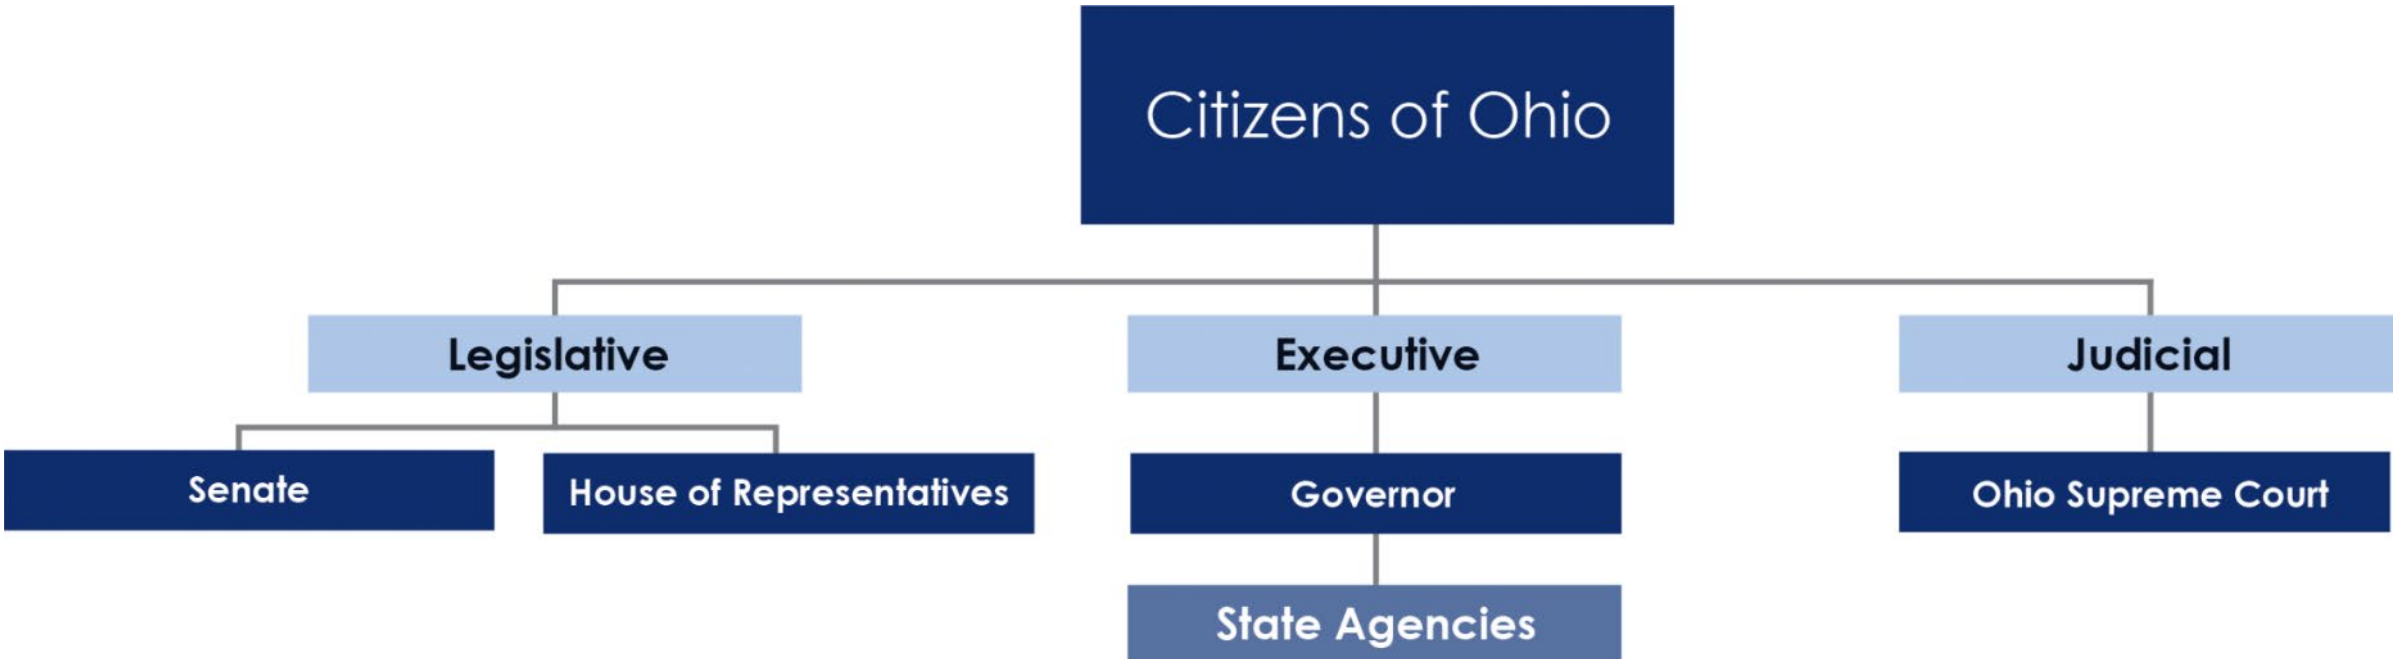 Citizens of Ohio
Legislative
Executive
Judicial
Senate
House of Representatives
Governor
Ohio Supreme Court
State Agencies